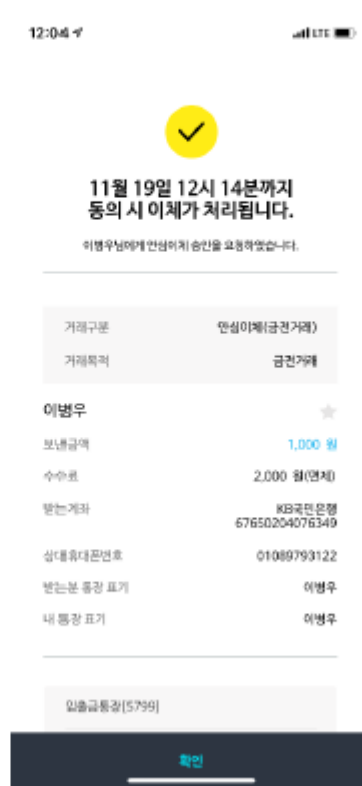 12:04
LTE
11월 19일 12시 14분까지
동의 시 이체가 처리됩니다.
이병우님에게 안심이체 승인을 요청하였습니다.
거래구분 안심이체(금전거래)
거래목적 금전거래
이병우
보낸금액 1,000 원
수수료 2,000 원(면제)
받는계좌 KB국민은행
67650204076349
상대휴대폰번호 01089793122
받는분 통장 표기 이병우
내 통장 표기 이병우
입출금통장[5799]
확인